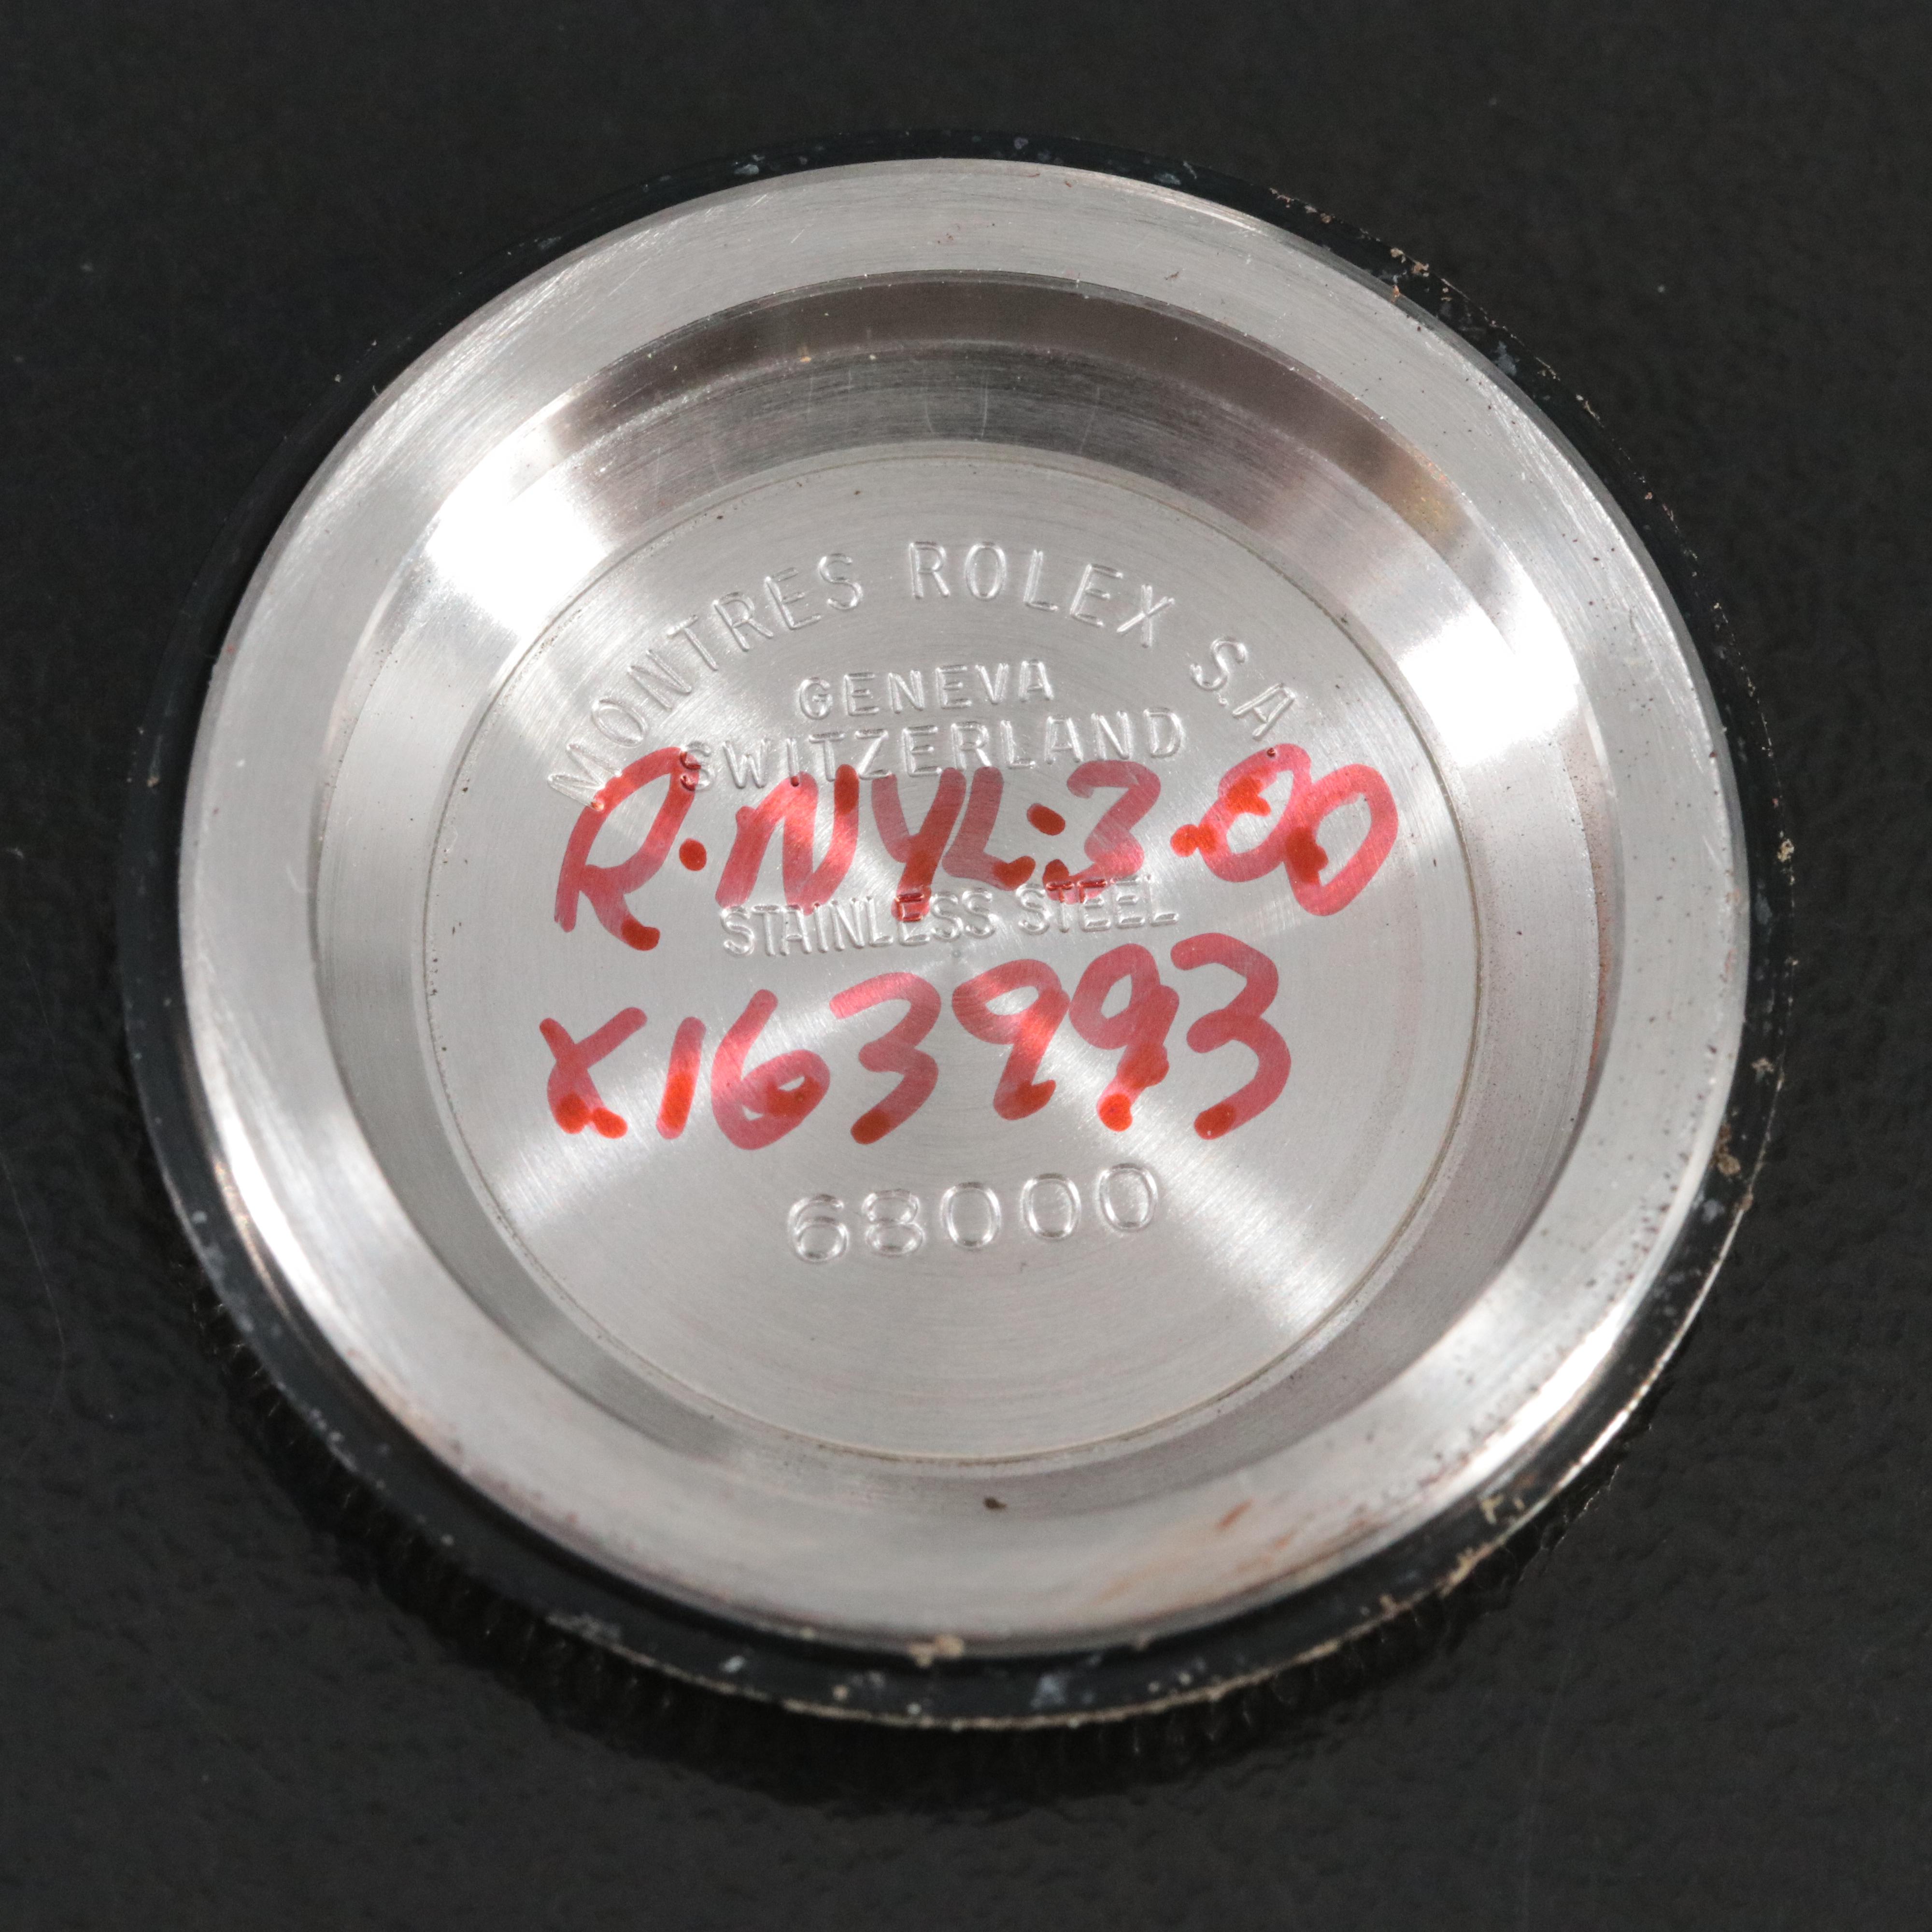 MONTRES ROLEX S.A
GENEVA
SWITZERLAND
R·NYL·3·00
STAINLESS STEEL
X163993
68000